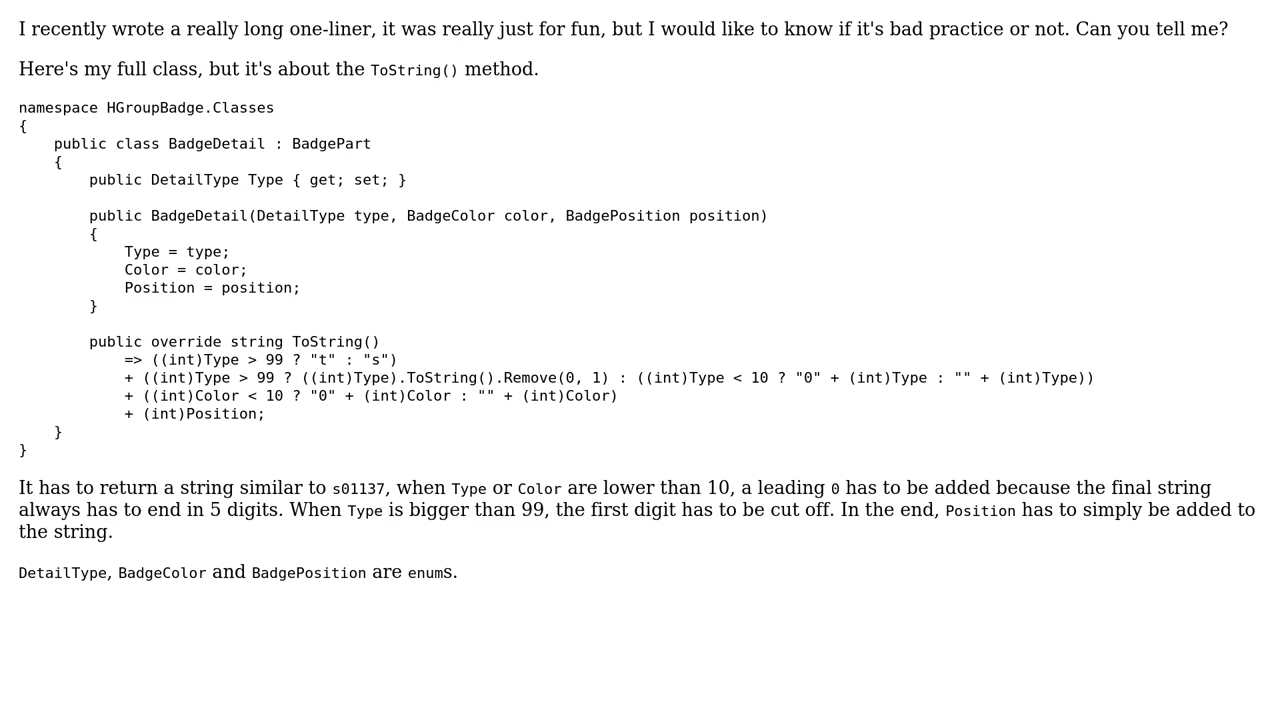 I recently wrote a really long one-liner, it was really just for fun, but I would like to know if it's bad practice or not. Can you tell me?
Here's my full class, but it's about the ToString() method.
namespace HGroupBadge.Classes
{
    public class BadgeDetail : BadgePart
    {
        public DetailType Type { get; set; }
        public BadgeDetail(DetailType type, BadgeColor color, BadgePosition position)
        {
            Type = type;
            Color = color;
            Position = position;
        }
        public override string ToString()
            => ((int)Type > 99 ? "t" : "s")
            + ((int)Type > 99 ? ((int)Type).ToString().Remove(0, 1) : ((int)Type < 10 ? "0" + (int)Type : "" + (int)Type))
            + ((int)Color < 10 ? "0" + (int)Color : "" + (int)Color)
            + (int)Position;
    }
}
It has to return a string similar to s01137, when Type or Color are lower than 10, a leading 0 has to be added because the final string
always has to end in 5 digits. When Type is bigger than 99, the first digit has to be cut off. In the end, Position has to simply be added to
the string.
DetailType, BadgeColor and BadgePosition are enums.